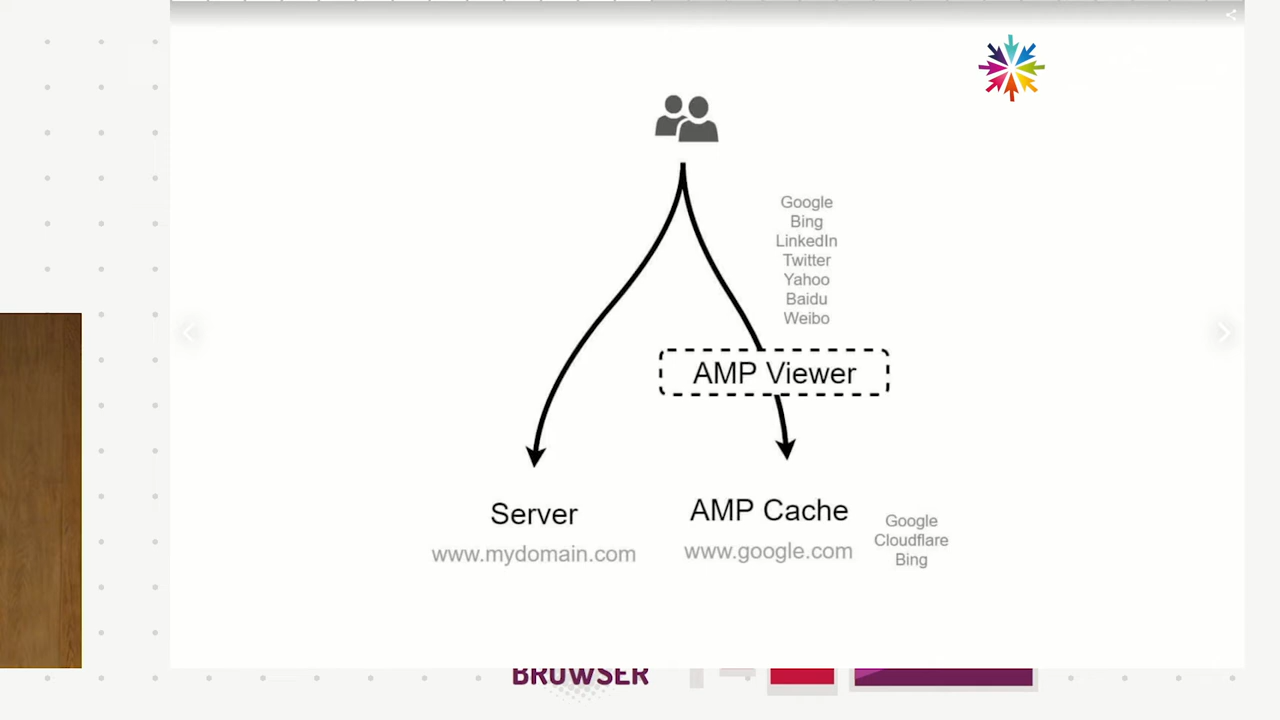 Google
Bing
LinkedIn
Twitter
Yahoo
Baidu
Weibo
AMP Viewer
Server
www.mydomain.com
AMP Cache
www.google.com
Google
Cloudflare
Bing
BROWSER